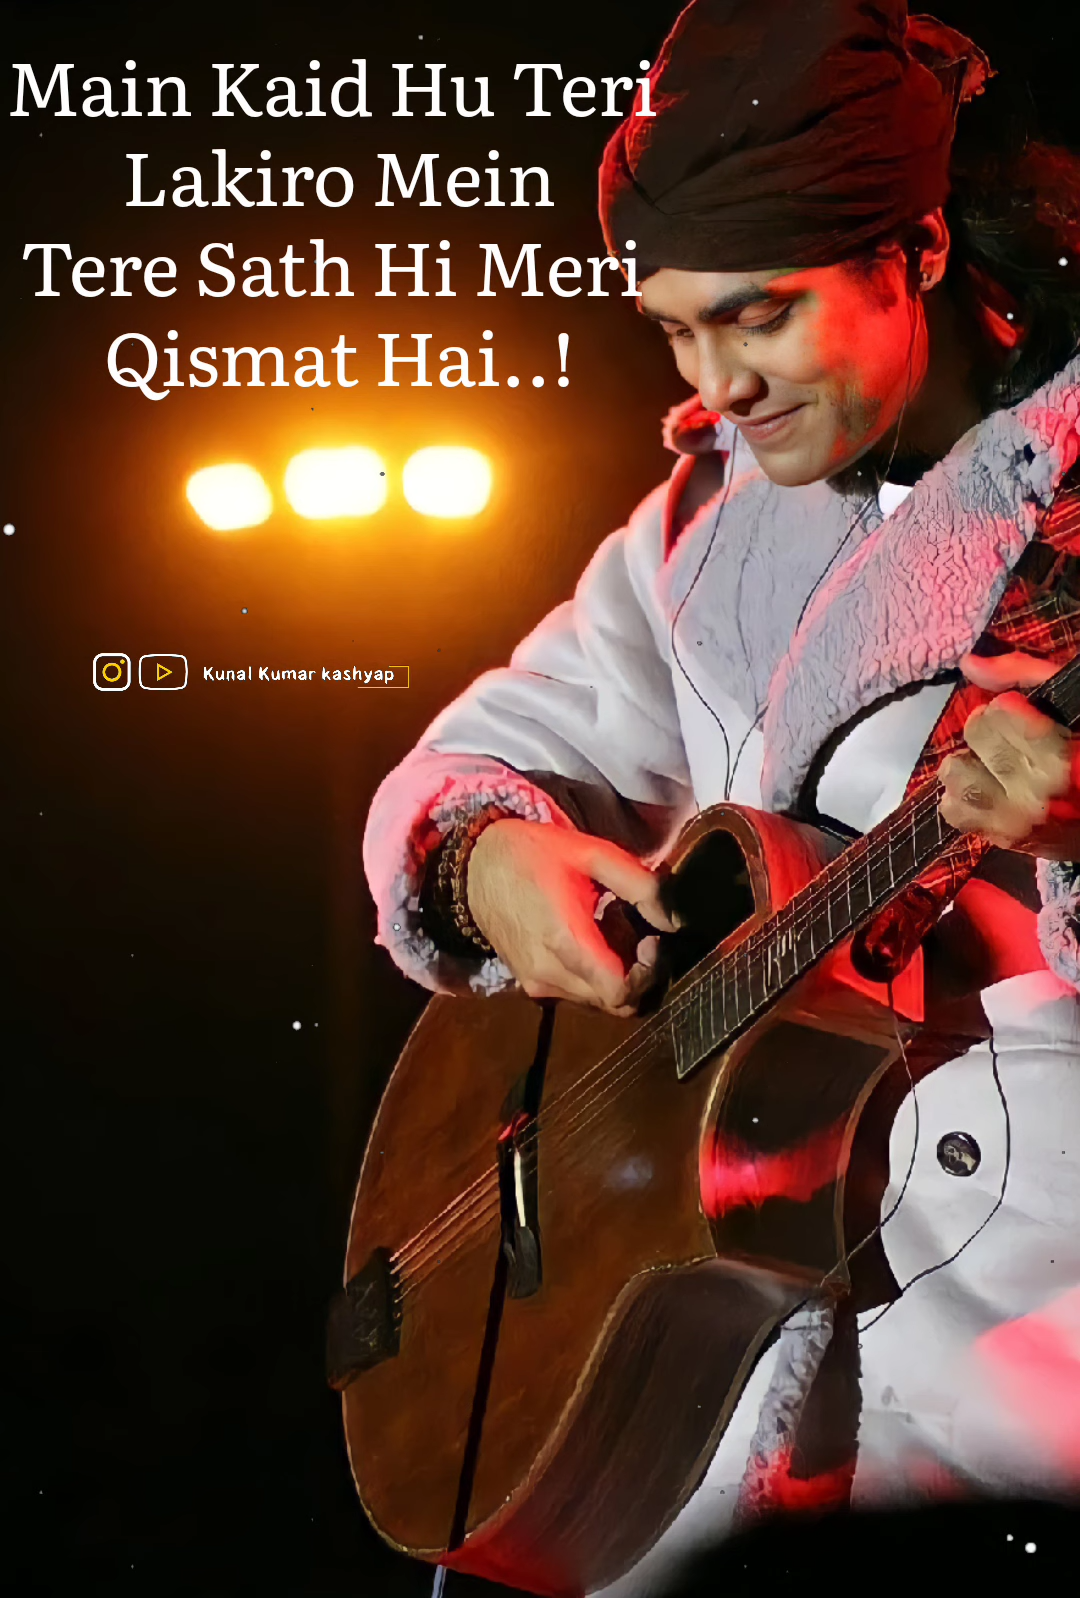 Main Kaid Hu Teri
Lakiro Mein
Tere Sath Hi Meri
Qismat Hai..!
Kunal Kumar kashyap